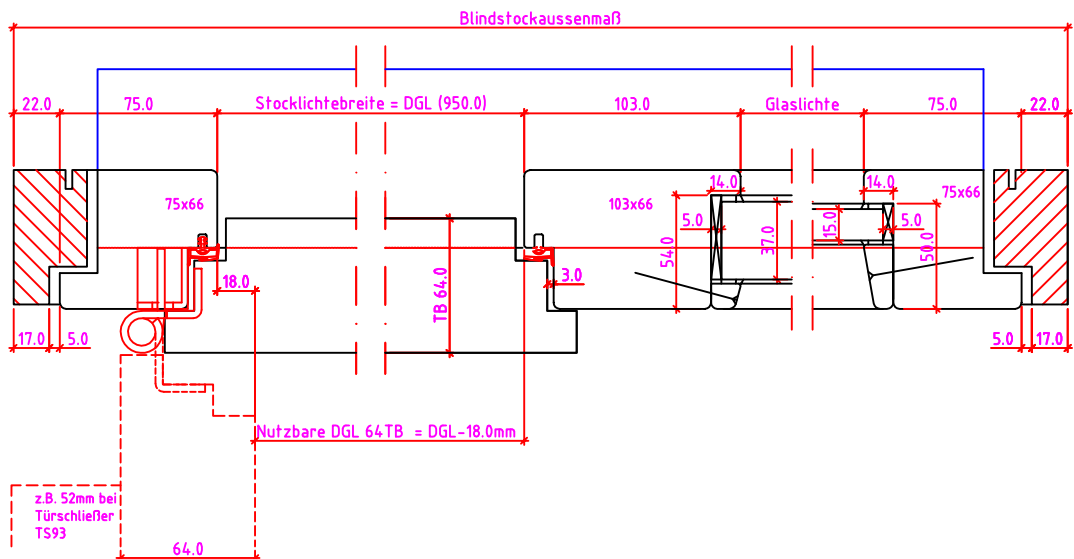 Blindstockaussenmaß
22.0 75.0 Stocklichtebreite = DGL (950.0) 103.0 Glaslichte 75.0 22.0
14.0 14.0
75x66 103x66 75x66
5.0 5.0
54.0 37.0 15.0 50.0
18.0 3.0
TB 64.0
17.0 5.0 5.0 17.0
Nutzbare DGL 64TB = DGL-18.0mm
z.B. 52mm bei
Türschließer
TS93
64.0